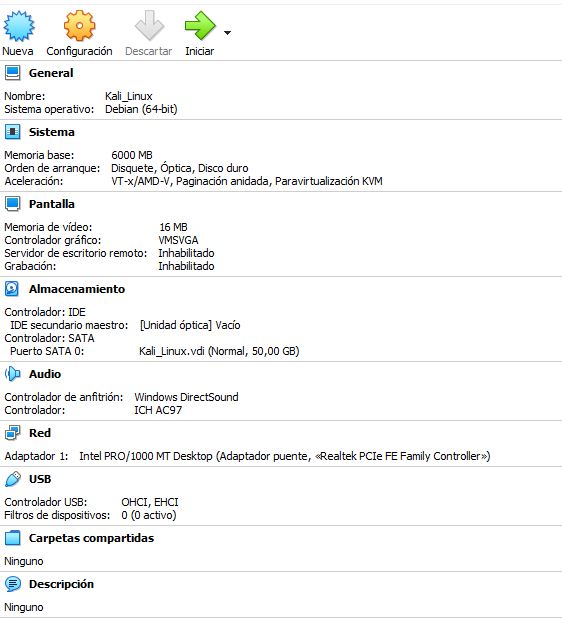 Nueva Configuración Descartar Iniciar
General
Nombre: Kali_Linux
Sistema operativo: Debian (64-bit)
Sistema
Memoria base: 6000 MB
Orden de arranque: Disquete, Óptica, Disco duro
Aceleración: VT-x/AMD-V, Paginación anidada, Paravirtualización KVM
Pantalla
Memoria de vídeo: 16 MB
Controlador gráfico: VMSVGA
Servidor de escritorio remoto: Inhabilitado
Grabación: Inhabilitado
Almacenamiento
Controlador: IDE
IDE secundario maestro: [Unidad óptica] Vacío
Controlador: SATA
Puerto SATA 0: Kali_Linux.vdi (Normal, 50,00 GB)
Audio
Controlador de anfitrión: Windows DirectSound
Controlador: ICH AC97
Red
Adaptador 1: Intel PRO/1000 MT Desktop (Adaptador puente, «Realtek PCIe FE Family Controller»)
USB
Controlador USB: OHCI, EHCI
Filtros de dispositivos: 0 (0 activo)
Carpetas compartidas
Ninguno
Descripción
Ninguno